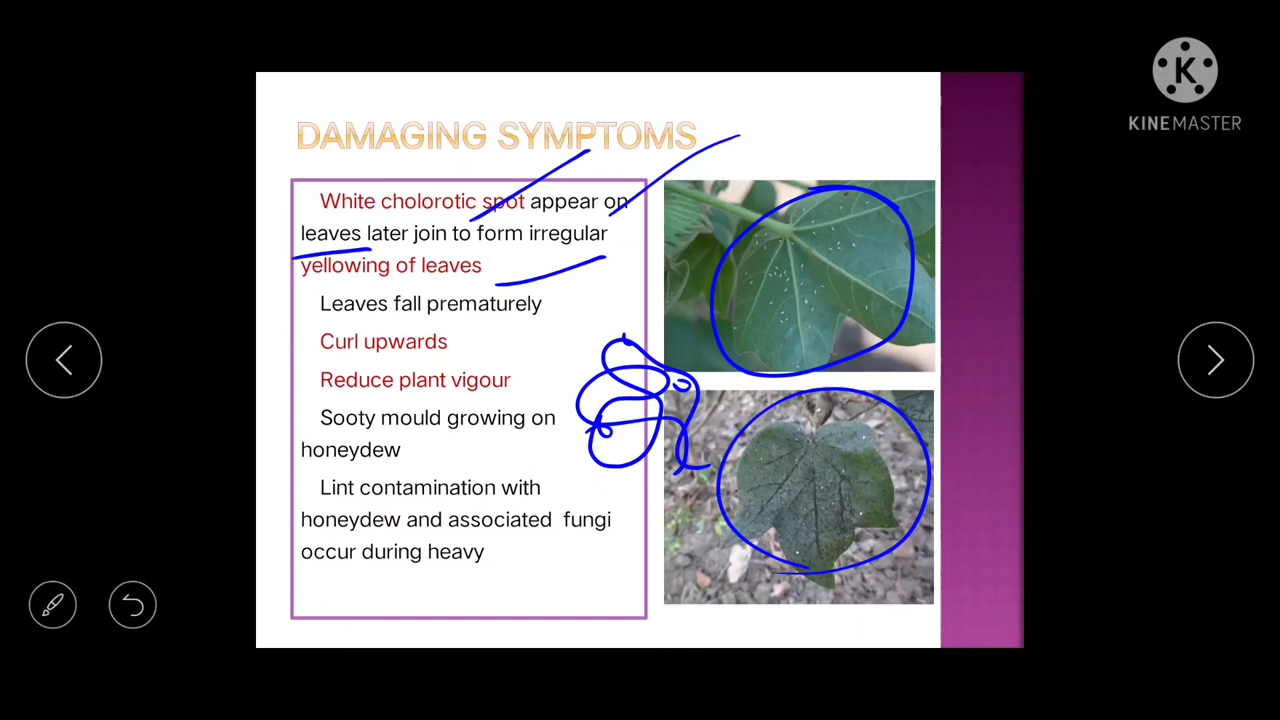 K
KINEMASTER
DAMAGING SYMPTOMS
White cholorotic spot appear on
leaves later join to form irregular
yellowing of leaves
Leaves fall prematurely
Curl upwards
Reduce plant vigour
Sooty mould growing on
honeydew
Lint contamination with
honeydew and associated fungi
occur during heavy